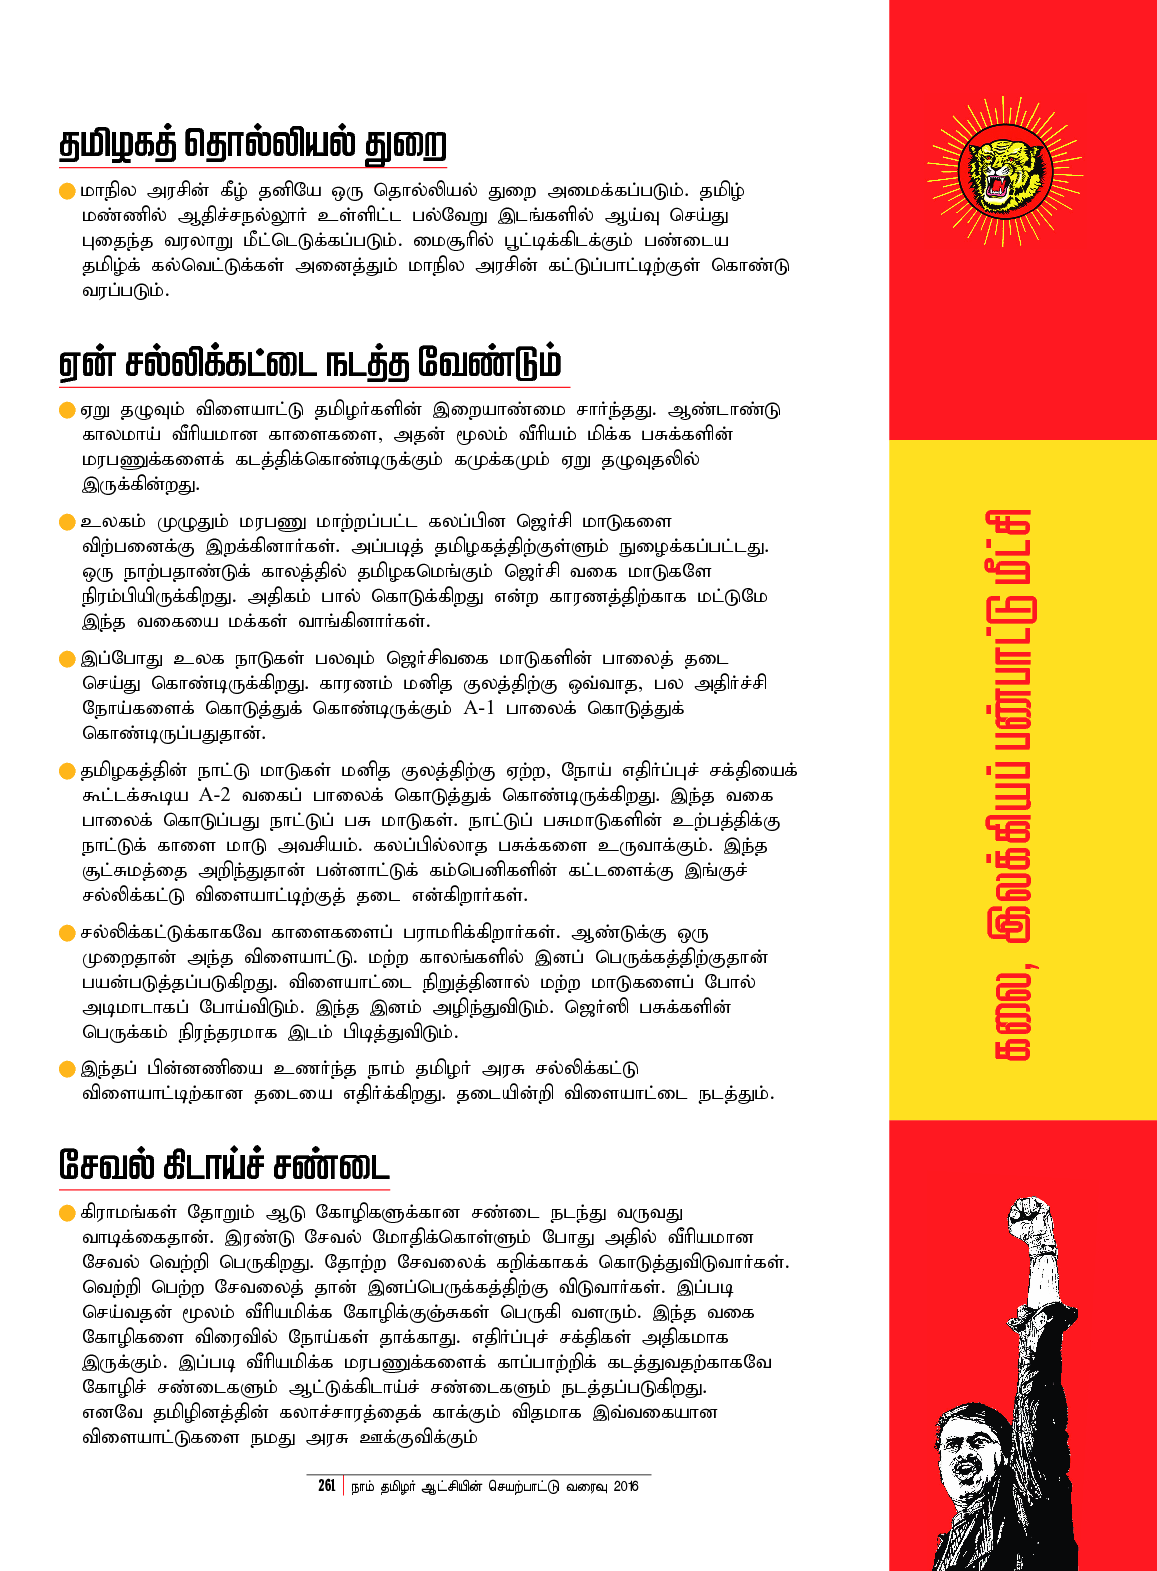 தமிழகத் தொல்லியல் துறை
மாநில அரசின் கீழ் தனியே ஒரு தொல்லியல் துறை அமைக்கப்படும். தமிழ்
மண்ணில் ஆதிச்சநல்லூர் உள்ளிட்ட பல்வேறு இடங்களில் ஆய்வு செய்து
புதைந்த வரலாறு மீட்டெடுக்கப்படும். மைசூரில் பூட்டிக்கிடக்கும் பண்டைய
தமிழ்க் கல்வெட்டுக்கள் அனைத்தும் மாநில அரசின் கட்டுப்பாட்டிற்குள் கொண்டு
வரப்படும்.
ஏன் சல்லிக்கட்டை நடத்த வேண்டும்
ஏறு தழுவும் விளையாட்டு தமிழர்களின் இறையாண்மை சார்ந்தது. ஆண்டாண்டு
காலமாய் வீரியமான காளைகளை, அதன் மூலம் வீரியம் மிக்க பசுக்களின்
மரபணுக்களைக் கடத்திக்கொண்டிருக்கும் கமுக்கமும் ஏறு தழுவுதலில்
இருக்கின்றது.
உலகம் முழுதும் மரபணு மாற்றப்பட்ட கலப்பின ஜெர்சி மாடுகளை
விற்பனைக்கு இறக்கினார்கள். அப்படித் தமிழகத்திற்குள்ளும் நுழைக்கப்பட்டது.
ஒரு நாற்பதாண்டுக் காலத்தில் தமிழகமெங்கும் ஜெர்சி வகை மாடுகளே
நிரம்பியிருக்கிறது. அதிகம் பால் கொடுக்கிறது என்ற காரணத்திற்காக மட்டுமே
இந்த வகையை மக்கள் வாங்கினார்கள்.
இப்போது உலக நாடுகள் பலவும் ஜெர்சிவகை மாடுகளின் பாலைத் தடை
செய்து கொண்டிருக்கிறது. காரணம் மனித குலத்திற்கு ஒவ்வாத, பல அதிர்ச்சி
நோய்களைக் கொடுத்துக் கொண்டிருக்கும் A-1 பாலைக் கொடுத்துக்
கொண்டிருப்பதுதான்.
தமிழகத்தின் நாட்டு மாடுகள் மனித குலத்திற்கு ஏற்ற, நோய் எதிர்ப்புச் சக்தியைக்
கூட்டக்கூடிய A-2 வகைப் பாலைக் கொடுத்துக் கொண்டிருக்கிறது. இந்த வகை
பாலைக் கொடுப்பது நாட்டுப் பசு மாடுகள். நாட்டுப் பசுமாடுகளின் உற்பத்திக்கு
நாட்டுக் காளை மாடு அவசியம். கலப்பில்லாத பசுக்களை உருவாக்கும். இந்த
சூட்சுமத்தை அறிந்துதான் பன்னாட்டுக் கம்பெனிகளின் கட்டளைக்கு இங்குச்
சல்லிக்கட்டு விளையாட்டிற்குத் தடை என்கிறார்கள்.
சல்லிக்கட்டுக்காகவே காளைகளைப் பராமரிக்கிறார்கள். ஆண்டுக்கு ஒரு
முறைதான் அந்த விளையாட்டு. மற்ற காலங்களில் இனப் பெருக்கத்திற்குதான்
பயன்படுத்தப்படுகிறது. விளையாட்டை நிறுத்தினால் மற்ற மாடுகளைப் போல்
அடிமாடாகப் போய்விடும். இந்த இனம் அழிந்துவிடும். ஜெர்ஸி பசுக்களின்
பெருக்கம் நிரந்தரமாக இடம் பிடித்துவிடும்.
இந்தப் பின்னணியை உணர்ந்த நாம் தமிழர் அரசு சல்லிக்கட்டு
விளையாட்டிற்கான தடையை எதிர்க்கிறது. தடையின்றி விளையாட்டை நடத்தும்.
சேவல் கிடாய்ச் சண்டை
கிராமங்கள் தோறும் ஆடு கோழிகளுக்கான சண்டை நடந்து வருவது
வாடிக்கைதான். இரண்டு சேவல் மோதிக்கொள்ளும் போது அதில் வீரியமான
சேவல் வெற்றி பெருகிறது. தோற்ற சேவலைக் கறிக்காகக் கொடுத்துவிடுவார்கள்.
வெற்றி பெற்ற சேவலைத் தான் இனப்பெருக்கத்திற்கு விடுவார்கள். இப்படி
செய்வதன் மூலம் வீரியமிக்க கோழிக்குஞ்சுகள் பெருகி வளரும். இந்த வகை
கோழிகளை விரைவில் நோய்கள் தாக்காது. எதிர்ப்புச் சக்திகள் அதிகமாக
இருக்கும். இப்படி வீரியமிக்க மரபணுக்களைக் காப்பாற்றிக் கடத்துவதற்காகவே
கோழிச் சண்டைகளும் ஆட்டுக்கிடாய்ச் சண்டைகளும் நடத்தப்படுகிறது.
எனவே தமிழினத்தின் கலாச்சாரத்தைக் காக்கும் விதமாக இவ்வகையான
விளையாட்டுகளை நமது அரசு ஊக்குவிக்கும்
261 நாம் தமிழர் ஆட்சியின் செயற்பாட்டு வரைவு 2016
கலை, இலக்கியப் பண்பாட்டு மீட்சி